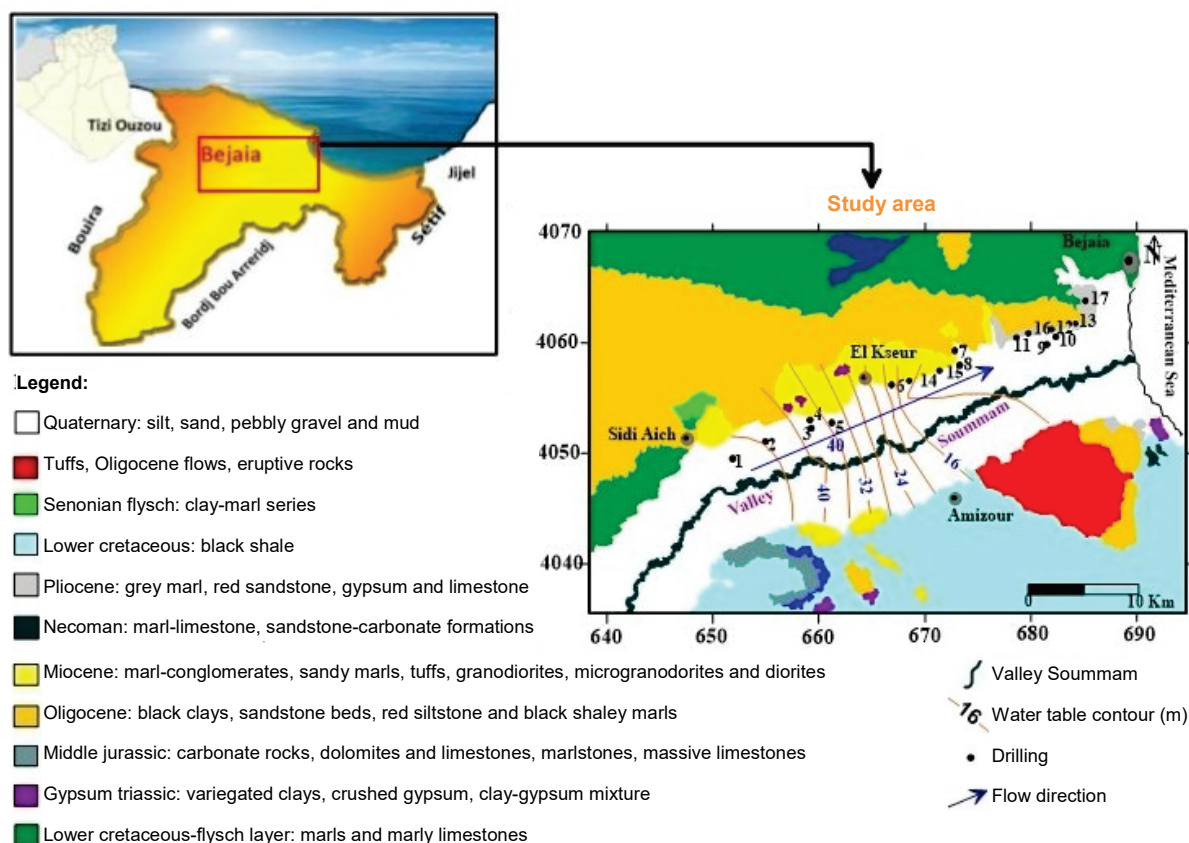 Tizi Ouzou
Bejaia
Jijel
Bouira
Sétif
Bordj Bou Arreridj
Study area
4070
4060
4050
4040
640
650
660
670
680
690
Bejaia
N
Mediterranean Sea
17
13
16
12
11
9
10
El Kseur
7
8
6
14
15
4
3
5
2
1
Sidi Aich
40
40
32
24
16
Valley
Soummam
Amizour
0
10 Km
Legend:
Quaternary: silt, sand, pebbly gravel and mud
Tuffs, Oligocene flows, eruptive rocks
Senonian flysch: clay-marl series
Lower cretaceous: black shale
Pliocene: grey marl, red sandstone, gypsum and limestone
Necoman: marl-limestone, sandstone-carbonate formations
Miocene: marl-conglomerates, sandy marls, tuffs, granodiorites, microgranodorites and diorites
Oligocene: black clays, sandstone beds, red siltstone and black shaley marls
Middle jurassic: carbonate rocks, dolomites and limestones, marlstones, massive limestones
Gypsum triassic: variegated clays, crushed gypsum, clay-gypsum mixture
Lower cretaceous-flysch layer: marls and marly limestones
Valley Soummam
16
Water table contour (m)
Drilling
Flow direction